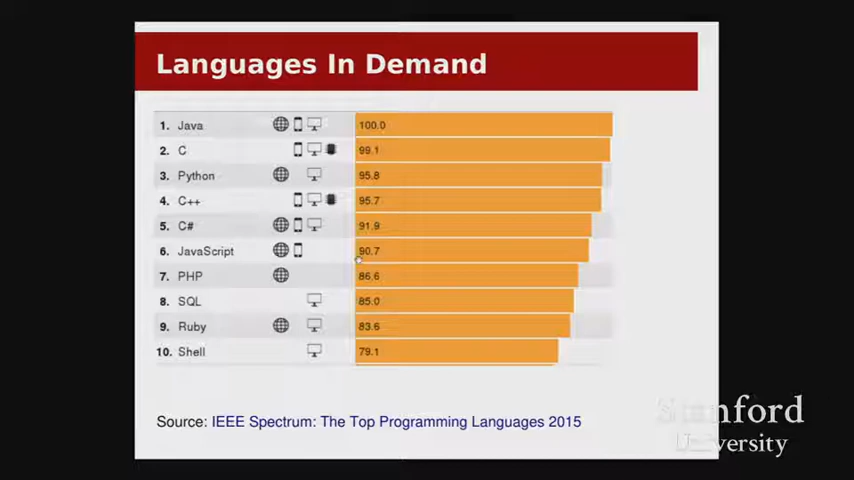 Languages In Demand
1. Java 100.0
2. C 99.1
3. Python 95.8
4. C++ 95.7
5. C# 91.9
6. JavaScript 90.7
7. PHP 86.6
8. SQL 85.0
9. Ruby 83.6
10. Shell 79.1
Source: IEEE Spectrum: The Top Programming Languages 2015
Stanford
University